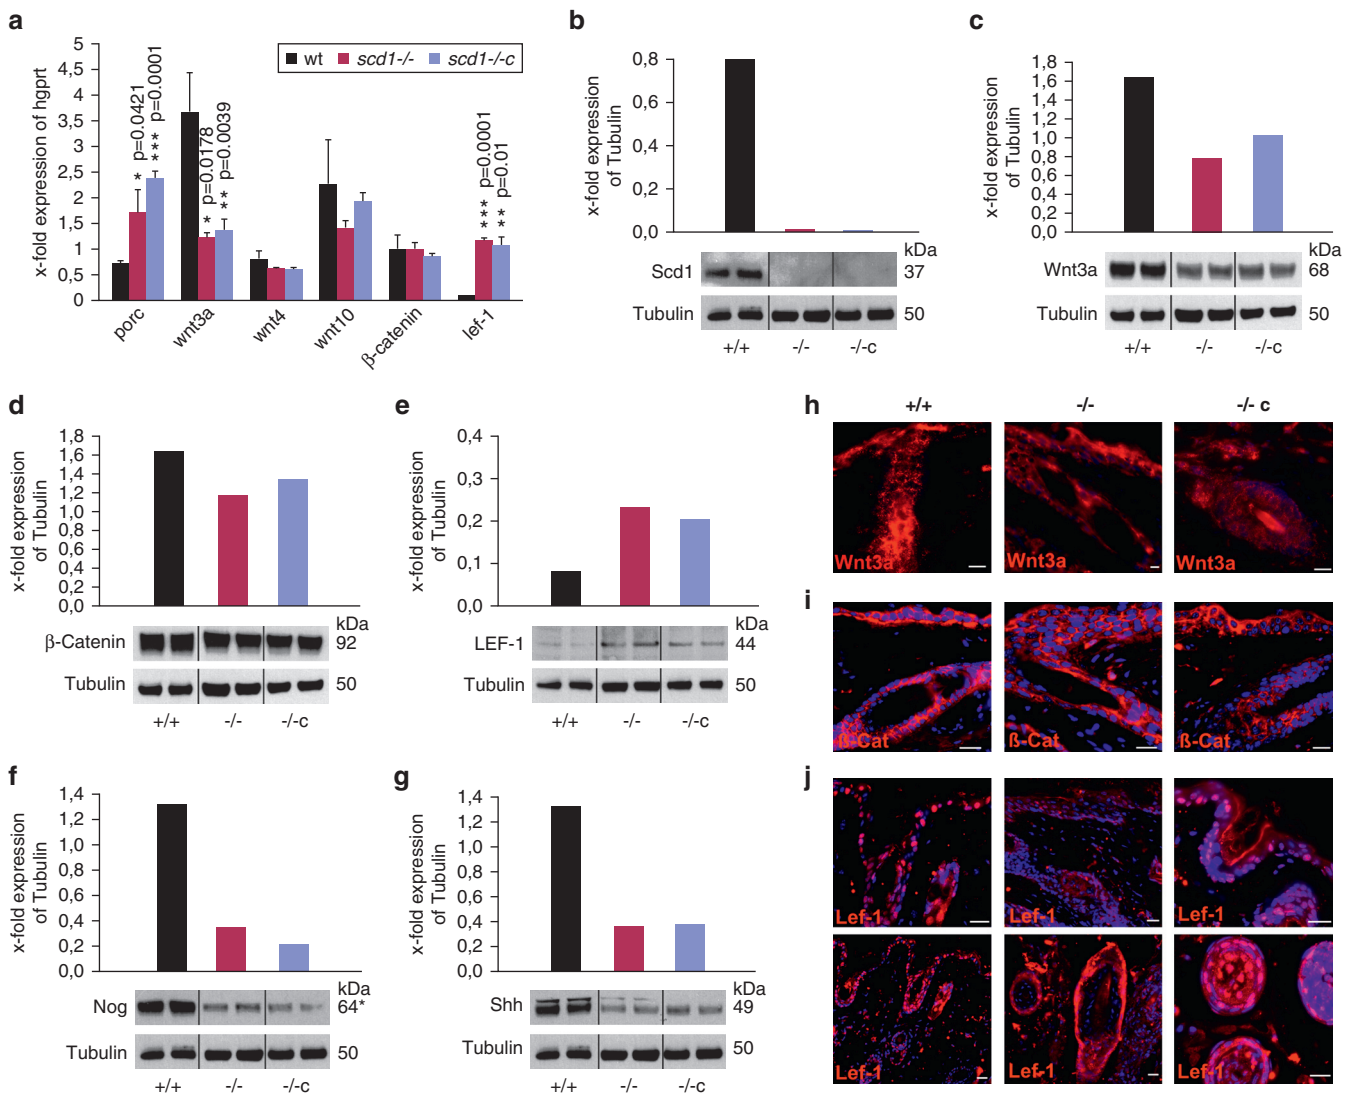 a
x-fold expression of hgprt
5
4,5
4
3,5
3
2,5
2
1,5
1
0,5
0
wt scd1-/- scd1-/-c
* p=0.0421
*** p=0.0001
* p=0.0178
** p=0.0039
*** p=0.0001
** p=0.01
porc wnt3a wnt4 wnt10 β-catenin lef-1
b
x-fold expression
of Tubulin
0,8
0,6
0,4
0,2
0,0
kDa
Scd1 37
Tubulin 50
+/+ -/- -/-c
c
x-fold expression
of Tubulin
1,8
1,6
1,4
1,2
1,0
0,8
0,6
0,4
0,2
0,0
kDa
Wnt3a 68
Tubulin 50
+/+ -/- -/-c
d
x-fold expression
of Tubulin
1,8
1,6
1,4
1,2
1,0
0,8
0,6
0,4
0,2
0,0
kDa
β-Catenin 92
Tubulin 50
+/+ -/- -/-c
e
x-fold expression
of Tubulin
0,4
0,3
0,2
0,1
0,0
kDa
LEF-1 44
Tubulin 50
+/+ -/- -/-c
f
x-fold expression
of Tubulin
1,4
1,2
1,0
0,8
0,6
0,4
0,2
0,0
kDa
Nog 64*
Tubulin 50
+/+ -/- -/-c
g
x-fold expression
of Tubulin
1,4
1,2
1,0
0,8
0,6
0,4
0,2
0,0
kDa
Shh 49
Tubulin 50
+/+ -/- -/-c
h
+/+ -/- -/- c
Wnt3a Wnt3a Wnt3a
i
ß-Cat ß-Cat ß-Cat
j
Lef-1 Lef-1 Lef-1
Lef-1 Lef-1 Lef-1